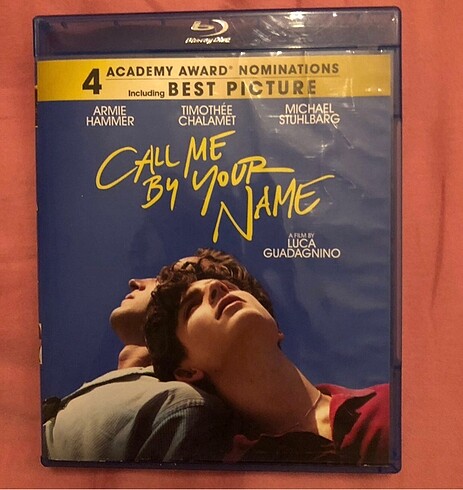 Blu-ray Disc
4 ACADEMY AWARD® NOMINATIONS
Including BEST PICTURE
ARMIE HAMMER
TIMOTHÉE CHALAMET
MICHAEL STUHLBARG
CALL ME
BY YOUR
NAME
A FILM BY
LUCA
GUADAGNINO